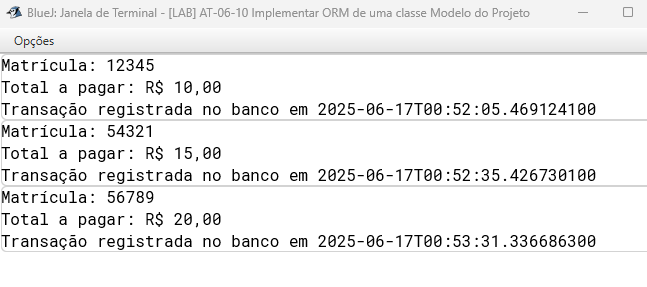 BlueJ: Janela de Terminal - [LAB] AT-06-10 Implementar ORM de uma classe Modelo do Projeto
Opções
Matrícula: 12345
Total a pagar: R$ 10,00
Transação registrada no banco em 2025-06-17T00:52:05.469124100
Matrícula: 54321
Total a pagar: R$ 15,00
Transação registrada no banco em 2025-06-17T00:52:35.426730100
Matrícula: 56789
Total a pagar: R$ 20,00
Transação registrada no banco em 2025-06-17T00:53:31.336686300